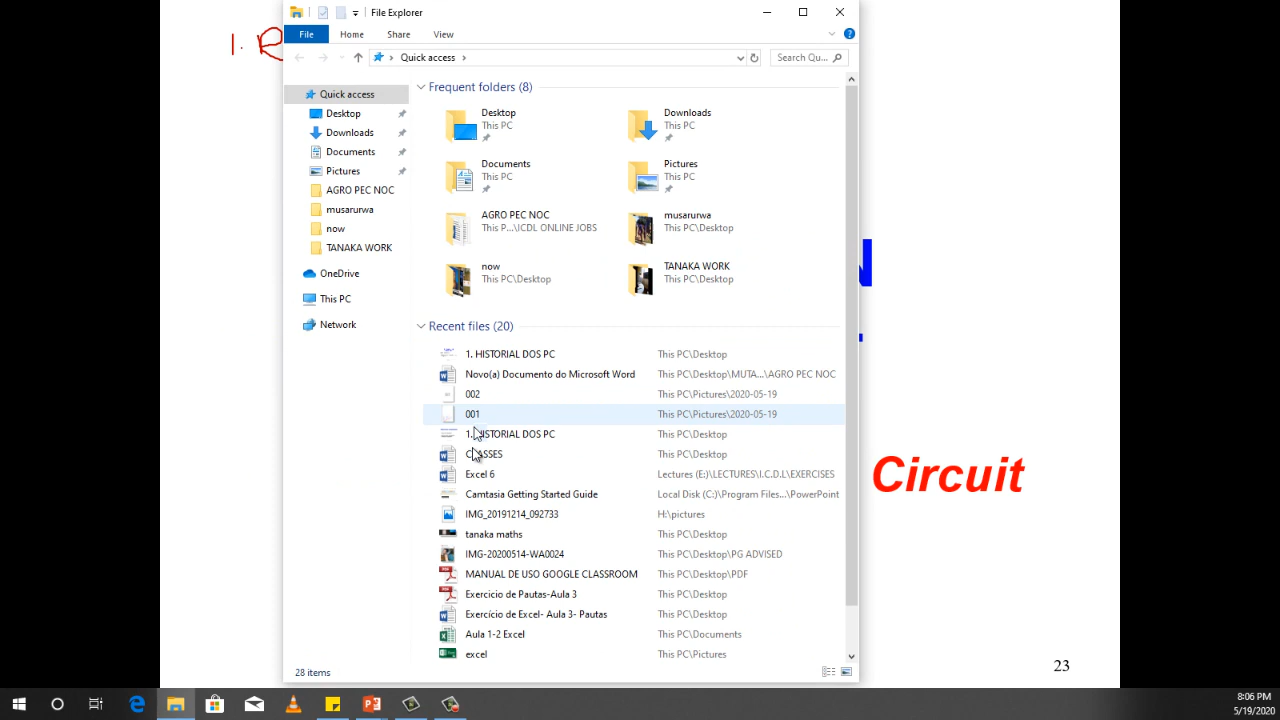 File Explorer
File Home Share View
Quick access Search Qu...
1. R
Quick access
Desktop
Downloads
Documents
Pictures
AGRO PEC NOC
musarurwa
now
TANAKA WORK
OneDrive
This PC
Network
Frequent folders (8)
Desktop
This PC
Downloads
This PC
Documents
This PC
Pictures
This PC
AGRO PEC NOC
This P...\ICDL ONLINE JOBS
musarurwa
This PC\Desktop
now
This PC\Desktop
TANAKA WORK
This PC\Desktop
Recent files (20)
1. HISTORIAL DOS PC This PC\Desktop
Novo(a) Documento do Microsoft Word This PC\Desktop\MUTA...\AGRO PEC NOC
002 This PC\Pictures\2020-05-19
001 This PC\Pictures\2020-05-19
1. HISTORIAL DOS PC This PC\Desktop
CLASSES This PC\Desktop
Excel 6 Lectures (E:)\LECTURES\I.C.D.L\EXERCISES
Camtasia Getting Started Guide Local Disk (C:)\Program Files...\PowerPoint
IMG_20191214_092733 H:\pictures
tanaka maths This PC\Desktop
IMG-20200514-WA0024 This PC\Desktop\PG ADVISED
MANUAL DE USO GOOGLE CLASSROOM This PC\Desktop\PDF
Exercicio de Pautas-Aula 3 This PC\Desktop
Exercício de Excel- Aula 3- Pautas This PC\Desktop
Aula 1-2 Excel This PC\Documents
excel This PC\Pictures
28 items
N
Circuit
23
8:06 PM
5/19/2020